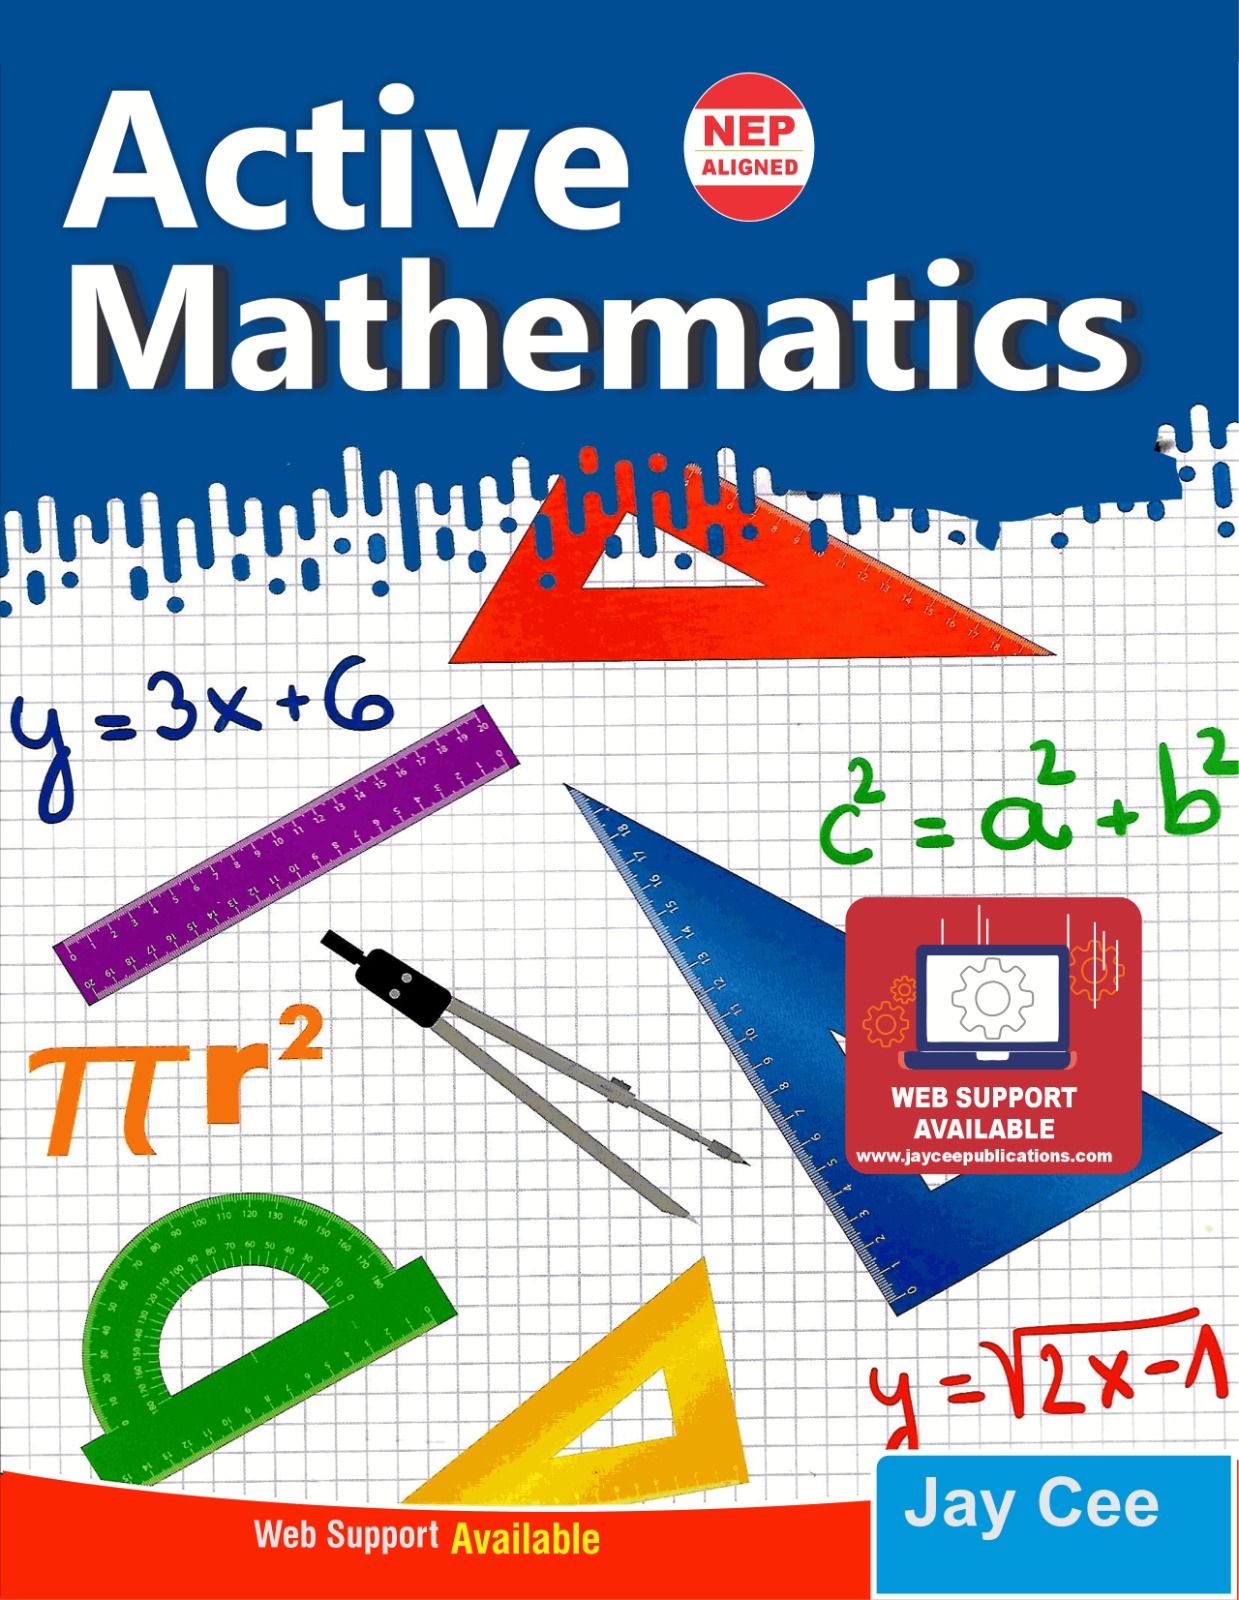 Active
NEP
ALIGNED
Mathematics
y = 3x + 6
c² = a² + b²
πr²
WEB SUPPORT
AVAILABLE
www.jayceepublications.com
y = √2x-1
Jay Cee
Web Support Available